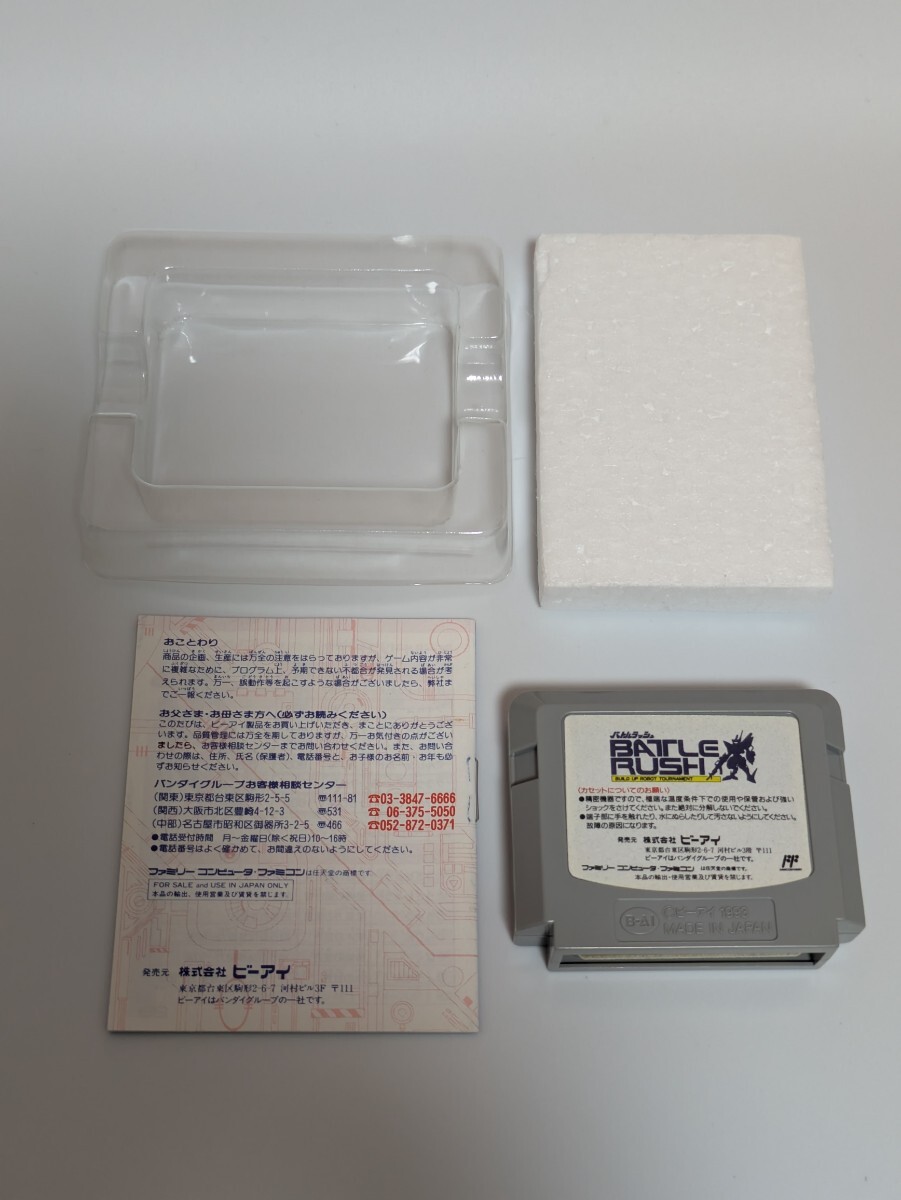 おことわり
商品の企画、生産には万全の注意をはらっておりますが、ゲーム内容が非常
に複雑なために、プログラム上、予期できない不都合が発見される場合が考
えられます。万一、誤動作等を起こすような場合がございましたら、弊社ま
でご一報ください。
お父さま・お母さま方へ(必ずお読みください)
このたびは、ビーアイ製品をお買い上げいただき、まことにありがとうござ
います。品質管理には万全を期しておりますが、万一お気付きの点がござい
ましたら、お客様相談センターまでお問い合わせください。また、お問い合
わせの際は、住所、氏名(保護者)、電話番号と、お子様のお名前・お年も必
ずお知らせください。
バンダイグループお客様相談センター
(関東)東京都台東区駒形2-5-5 〠111-81 ☎03-3847-6666
(関西)大阪市北区豊崎4-12-3 〠531 ☎06-375-5050
(中部)名古屋市昭和区御器所3-2-5 〠466 ☎052-872-0371
●電話受付時間 月〜金曜日(除く祝日)10〜16時
●電話番号はよく確かめて、お間違えのないようにしてください。
ファミリー コンピュータ・ファミコンは任天堂の商標です。
FOR SALE and USE IN JAPAN ONLY
本品の輸出、使用営業及び賃貸を禁じます。
発売元 株式会社 ビーアイ
東京都台東区駒形2-6-7 河村ビル3F 〒111
ビーアイはバンダイグループの一社です。
バトルラッシュ
BATTLE
RUSH
BUILD UP ROBOT TOURNAMENT
(カセットについてのお願い)
●精密機器ですので、極端な温度条件下での使用や保管および強い
ショックをさけてください。また絶対に分解しないでください。
●端子部に手を触れたり、水にぬらしたりして汚さないようにしてください。
故障の原因になります。
発売元 株式会社 ビーアイ
東京都台東区駒形2-6-7 河村ビル3階 〒111
ビーアイはバンダイグループの一社です。
ファミリー コンピュータ・ファミコン は任天堂の商標です。
本品の輸出・使用営業及び賃貸を禁じます。
B-AI
©ビーアイ 1993
MADE IN JAPAN